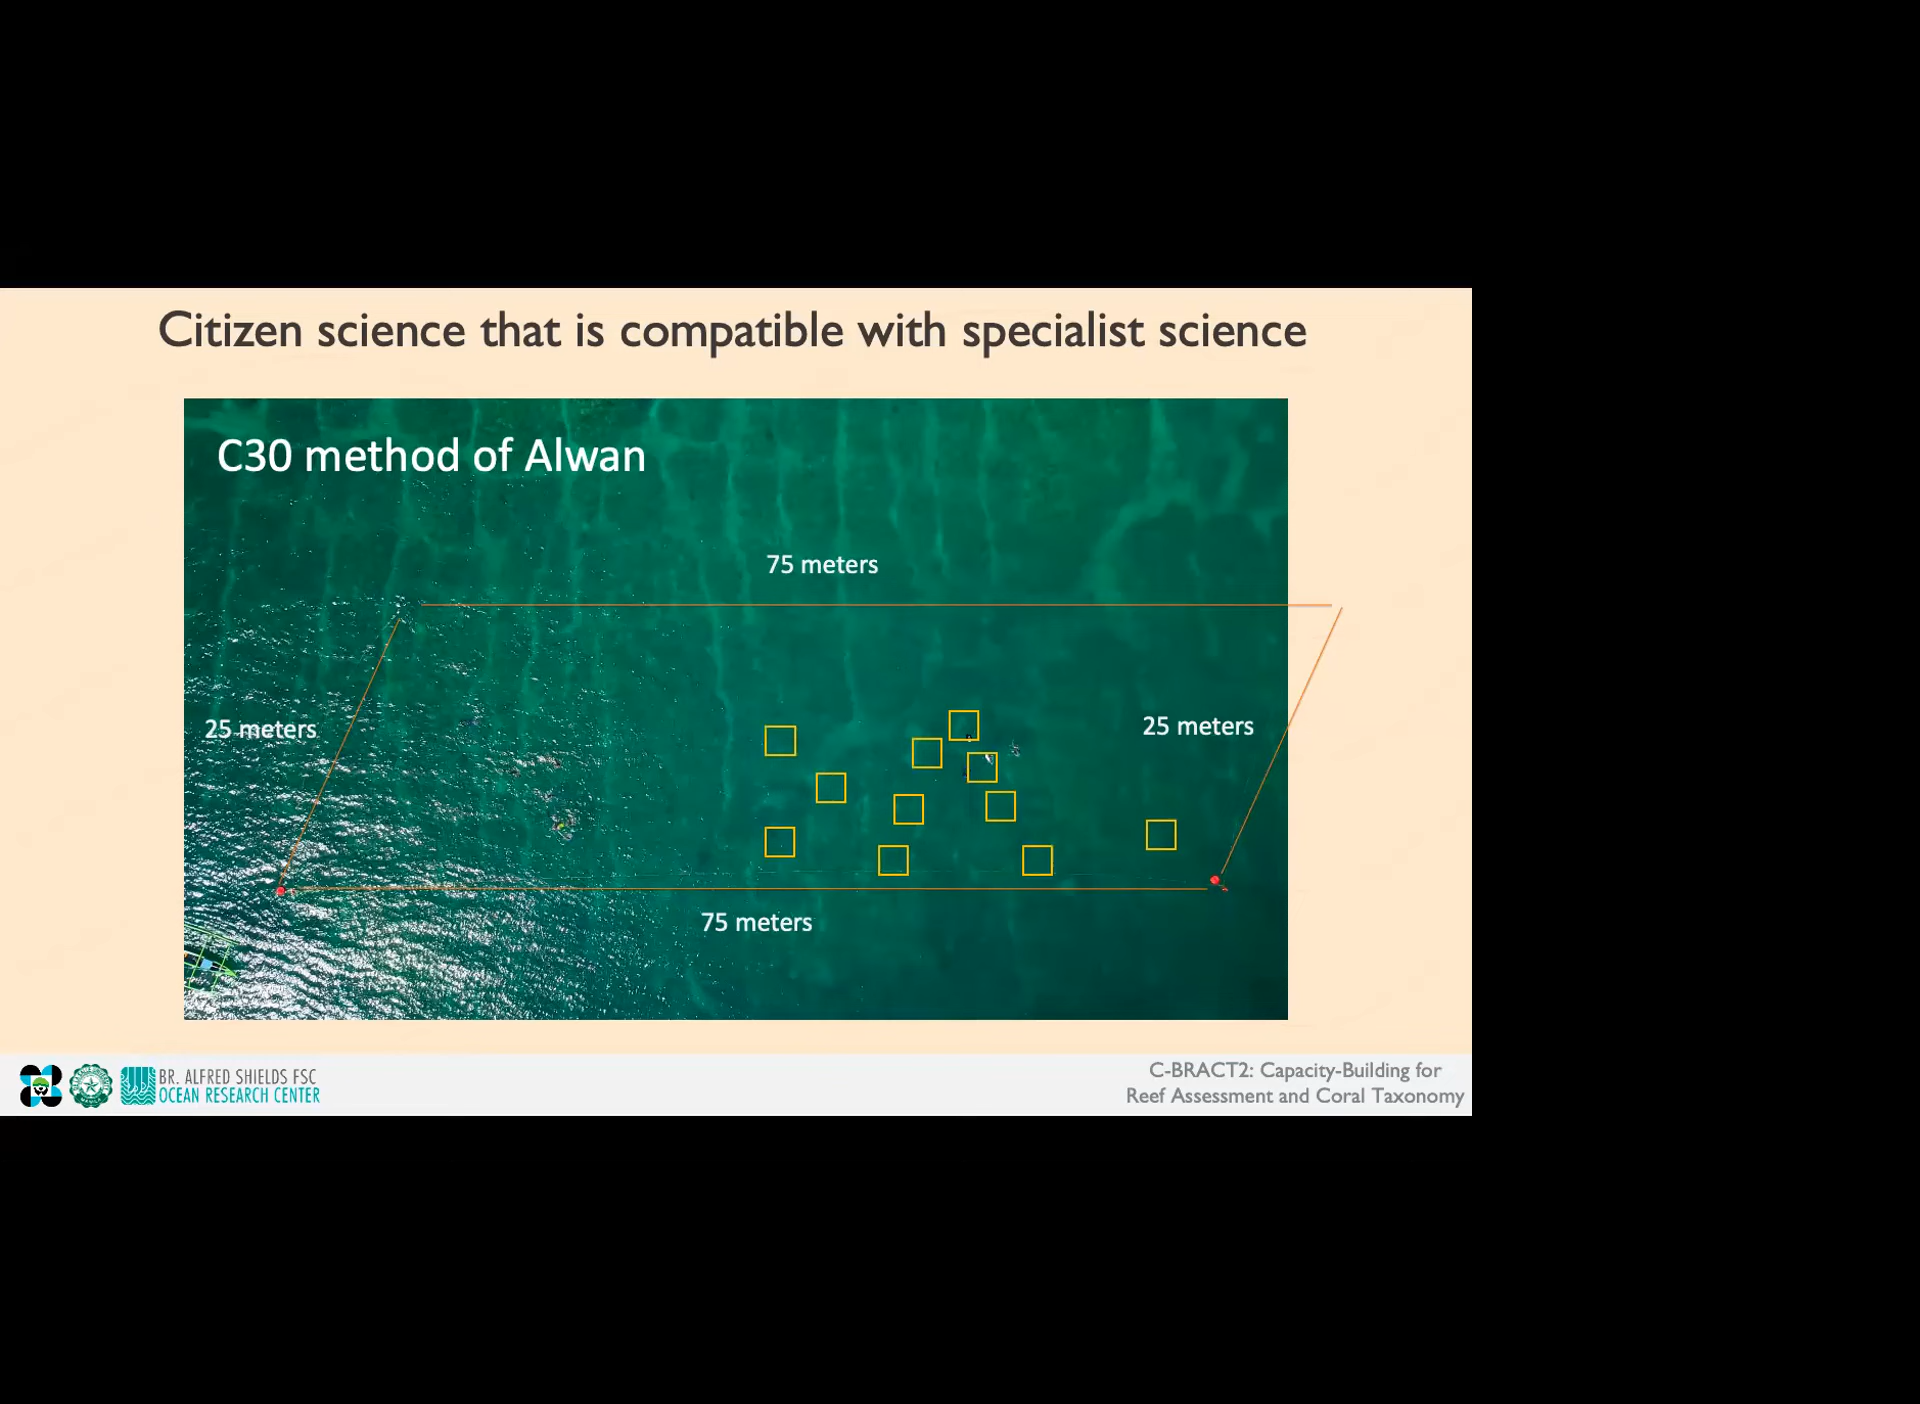 Citizen science that is compatible with specialist science
C30 method of Alwan
75 meters
25 meters
25 meters
75 meters
BR. ALFRED SHIELDS FSC
OCEAN RESEARCH CENTER
C-BRACT2: Capacity-Building for
Reef Assessment and Coral Taxonomy